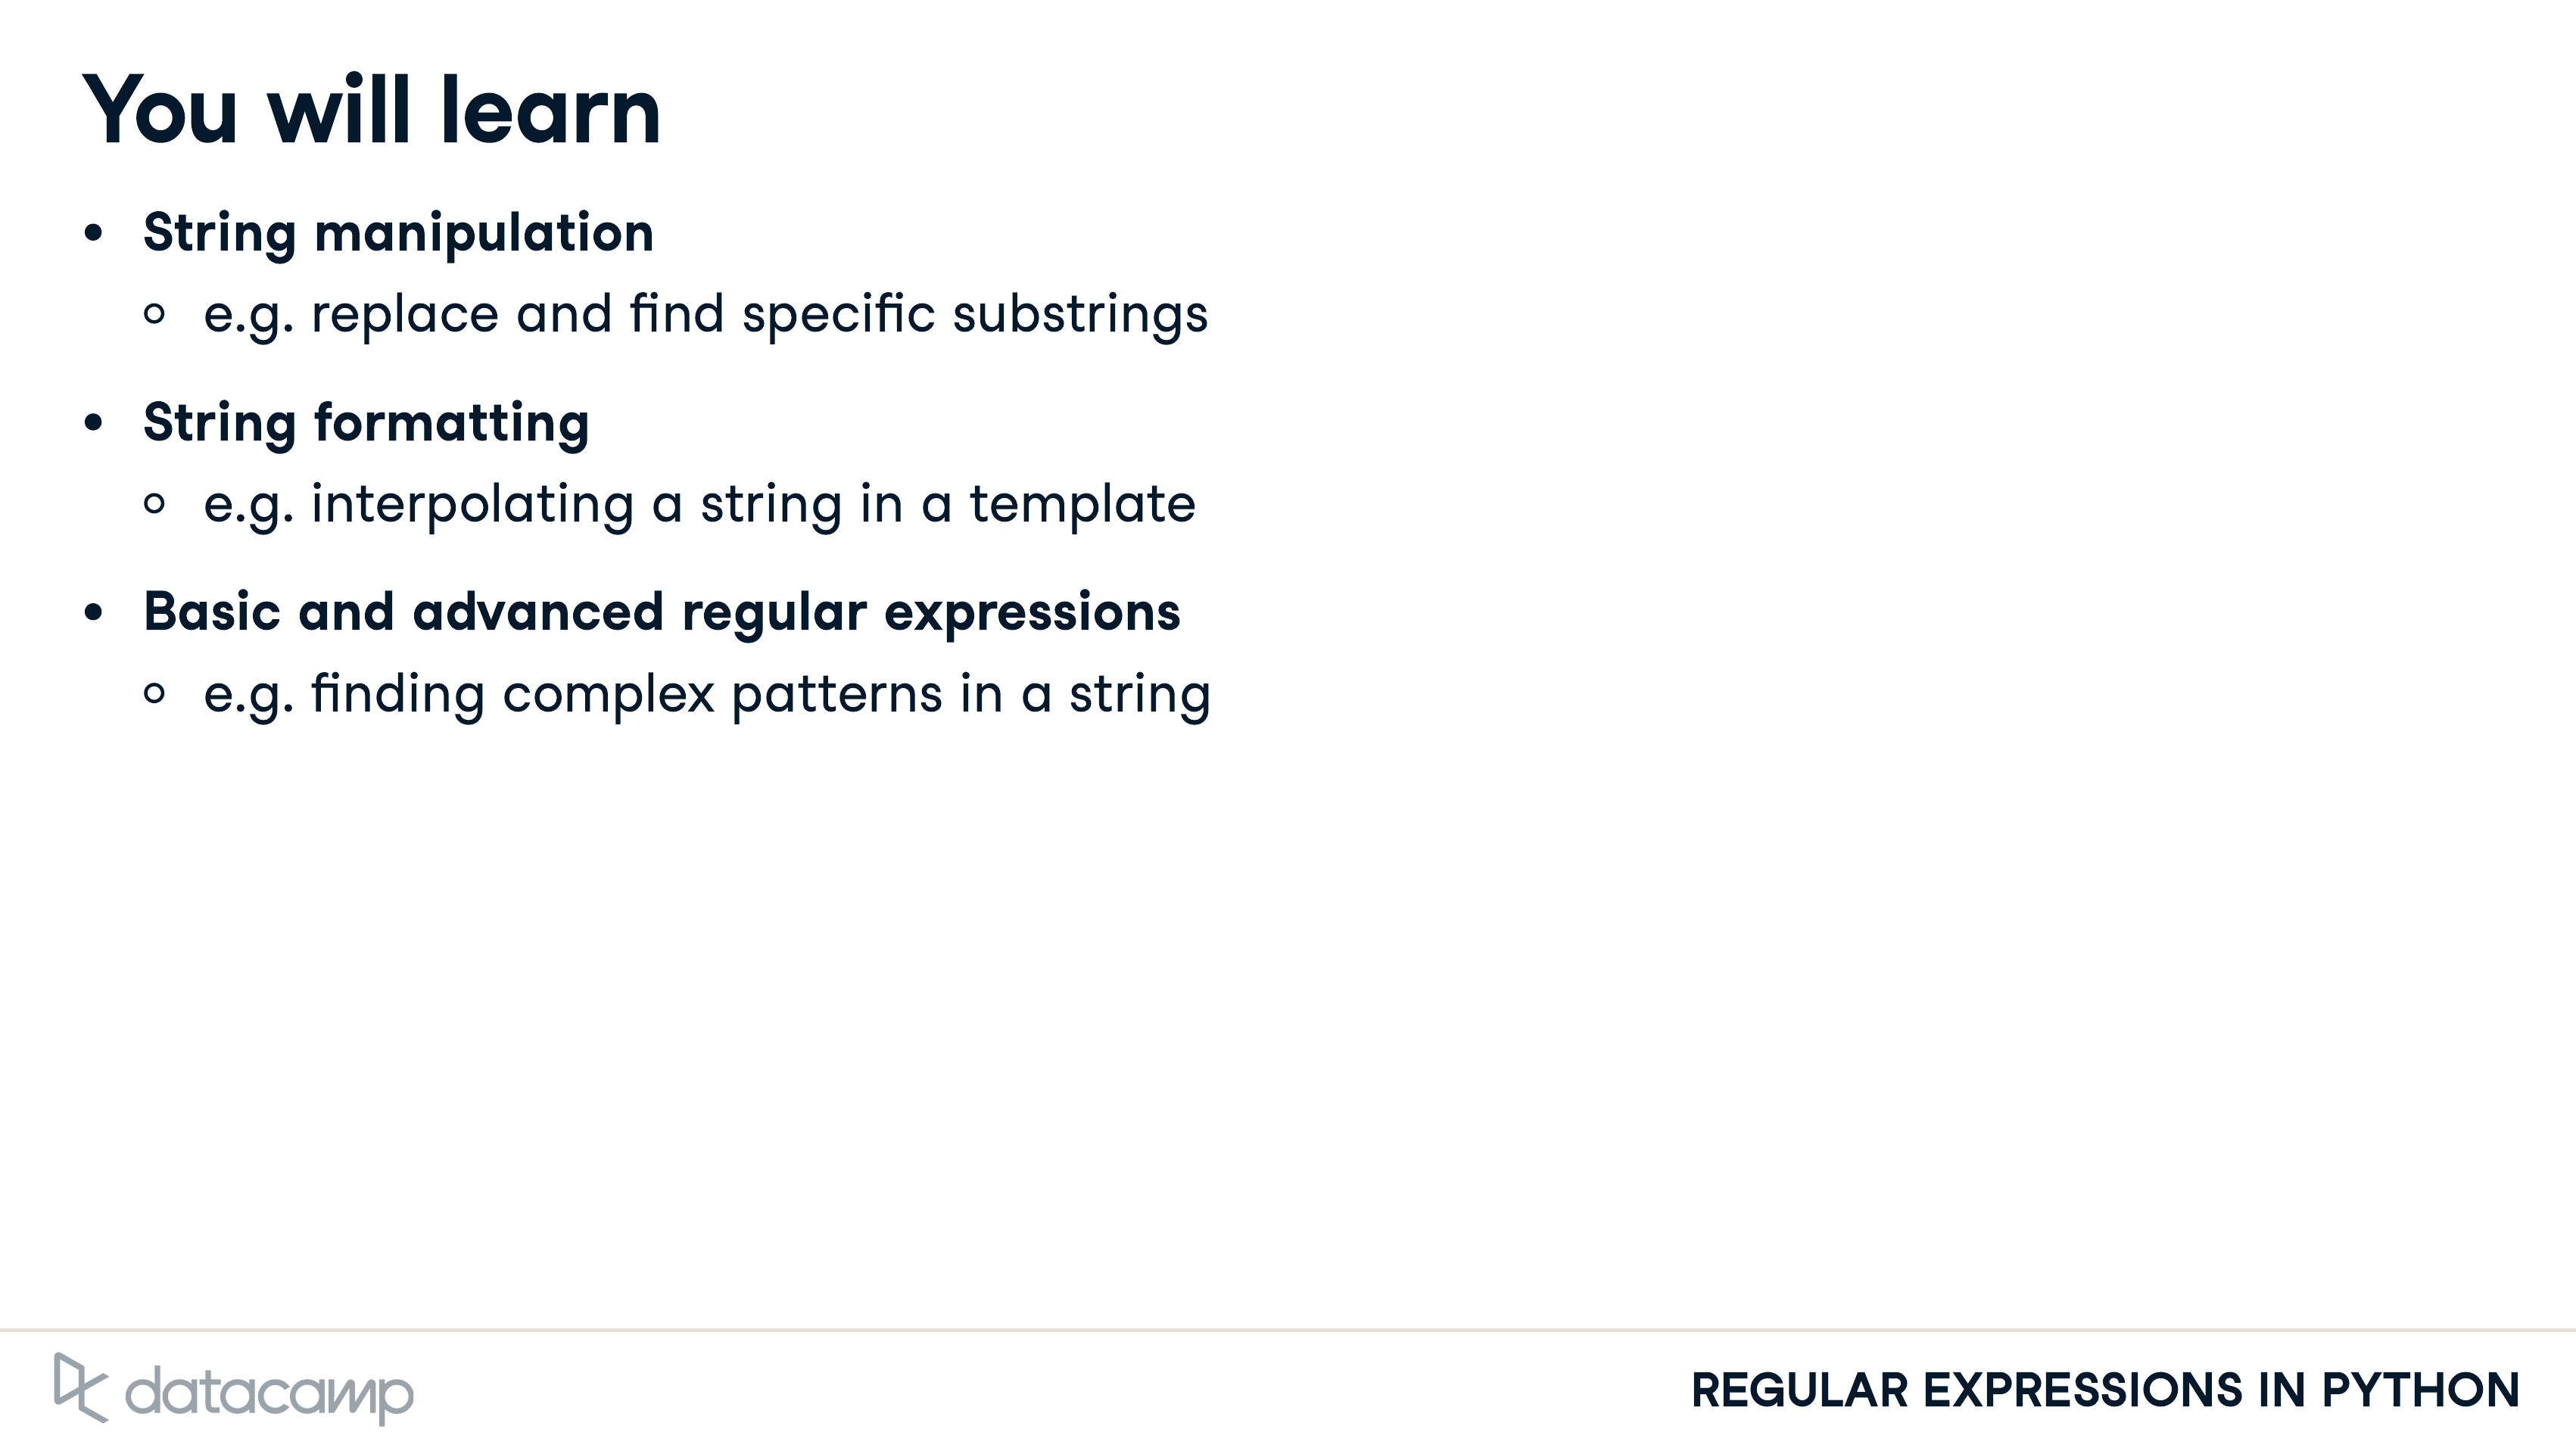 You will learn
• String manipulation
○ e.g. replace and find specific substrings
• String formatting
○ e.g. interpolating a string in a template
• Basic and advanced regular expressions
○ e.g. finding complex patterns in a string
datacamp
REGULAR EXPRESSIONS IN PYTHON